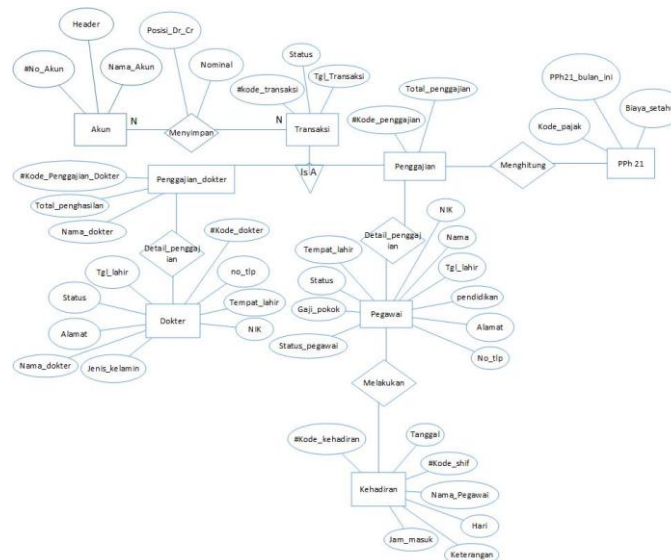 Header
Posisi_Dr_Cr
#No_Akun
Nama_Akun
Nominal
Status
Tgl_Transaksi
#kode_transaksi
Akun
N
Menyimpan
N
Transaksi
Total_penggajian
#Kode_penggajian
PPh21_bulan_ini
Kode_pajak
#Kode_Penggajian_Dokter
Penggajian_dokter
Is A
Penggajian
Menghitung
PPh 21
Total_penghasilan
Nama_dokter
Detail_penggaj
ian
#Kode_dokter
Detail_penggaj
ian
NIK
Nama
Tempat_lahir
Tgl_lahir
Tgl_lahir
no_tlp
Status
pendidikan
Status
Tempat_lahir
Gaji_pokok
Pegawai
Alamat
Dokter
NIK
Alamat
Status_pegawai
No_tlp
Nama_dokter
Jenis_kelamin
Melakukan
#Kode_kehadiran
Tanggal
#Kode_shif
Kehadiran
Nama_Pegawai
Hari
Jam_masuk
Keterangan